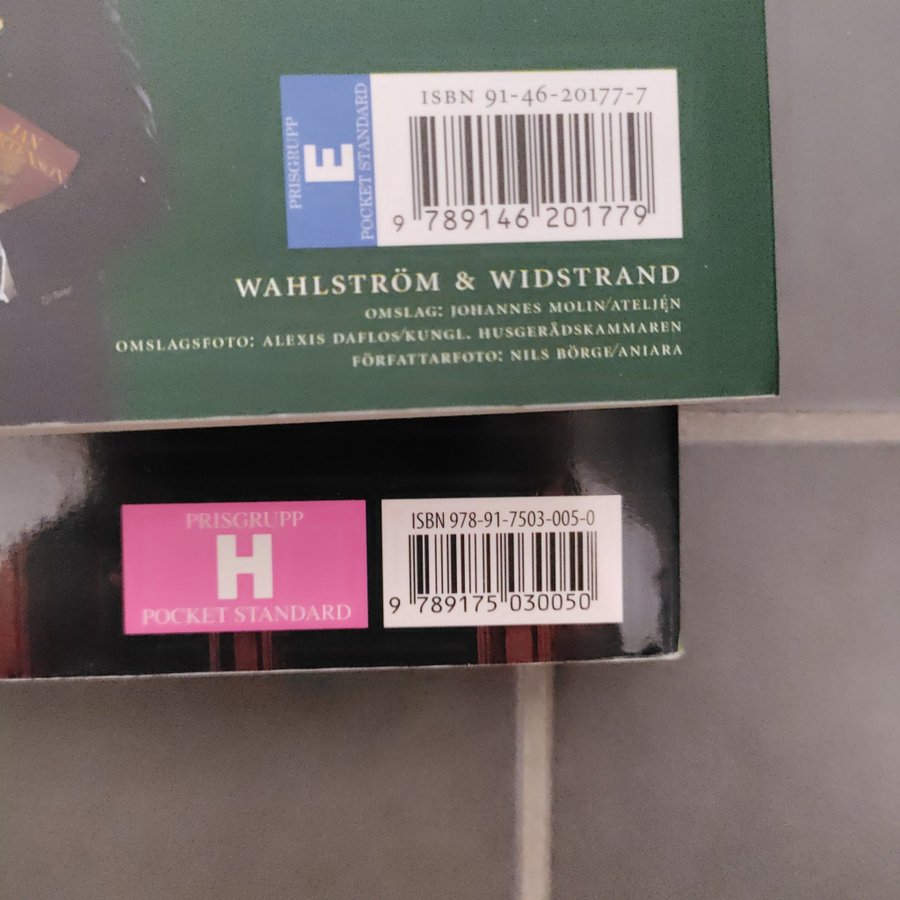 ISBN 91-46-20177-7
PRISGRUPP
E
POCKET STANDARD
9 789146 201779
WAHLSTRÖM & WIDSTRAND
OMSLAG: JOHANNES MOLIN/ATELJÉN
OMSLAGSFOTO: ALEXIS DAFLOS/KUNGL. HUSGERÅDSKAMMAREN
FÖRFATTARFOTO: NILS BÖRGE/ANIARA
PRISGRUPP
H
POCKET STANDARD
ISBN 978-91-7503-005-0
9 789175 030050